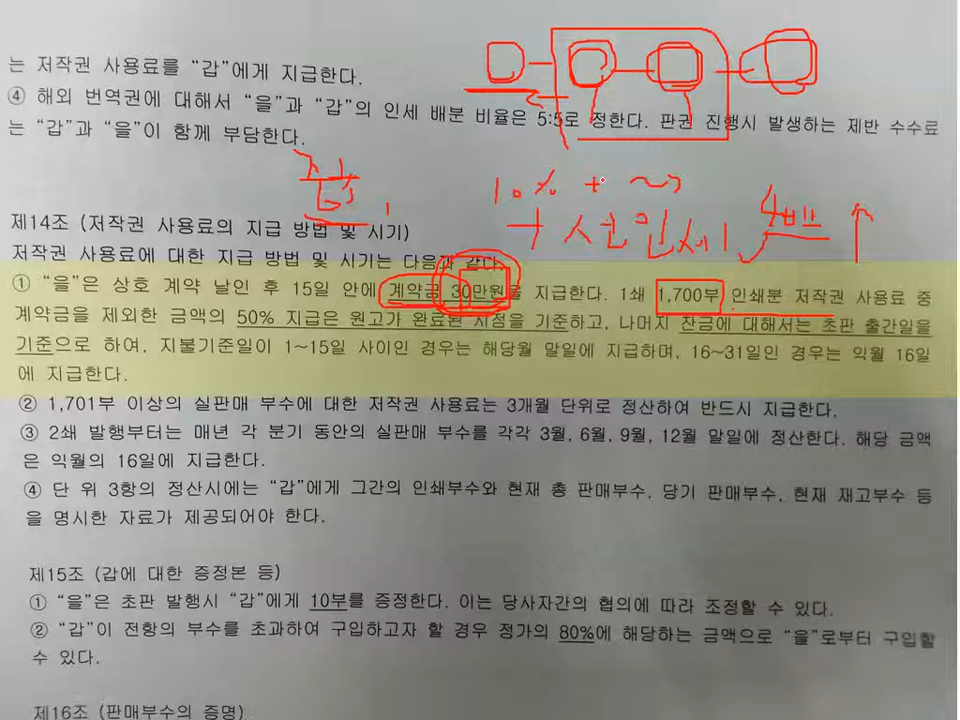 는 저작권 사용료를 “갑”에게 지급한다.
④ 해외 번역권에 대해서 “을”과 “갑”의 인세 배분 비율은 5:5로 정한다. 판권 진행시 발생하는 제반 수수료
는 “갑”과 “을”이 함께 부담한다.
10% +
+ 선인세
제14조 (저작권 사용료의 지급 방법 및 시기)
저작권 사용료에 대한 지급 방법 및 시기는 다음과 같다.
① “을”은 상호 계약 날인 후 15일 안에 계약금 30만원을 지급한다. 1쇄 1,700부 인쇄분 저작권 사용료 중
계약금을 제외한 금액의 50% 지급은 원고가 완료된 시점을 기준하고, 나머지 잔금에 대해서는 초판 출간일을
기준으로 하여, 지불기준일이 1~15일 사이인 경우는 해당월 말일에 지급하며, 16~31일인 경우는 익월 16일
에 지급한다.
② 1,701부 이상의 실판매 부수에 대한 저작권 사용료는 3개월 단위로 정산하여 반드시 지급한다.
③ 2쇄 발행부터는 매년 각 분기 동안의 실판매 부수를 각각 3월, 6월, 9월, 12월 말일에 정산한다. 해당 금액
은 익월의 16일에 지급한다.
④ 단 위 3항의 정산시에는 “갑”에게 그간의 인쇄부수와 현재 총 판매부수, 당기 판매부수, 현재 재고부수 등
을 명시한 자료가 제공되어야 한다.
제15조 (갑에 대한 증정본 등)
① “을”은 초판 발행시 “갑”에게 10부를 증정한다. 이는 당사자간의 협의에 따라 조정할 수 있다.
② “갑”이 전항의 부수를 초과하여 구입하고자 할 경우 정가의 80%에 해당하는 금액으로 “을”로부터 구입할
수 있다.
제16조 (판매부수의 증명)